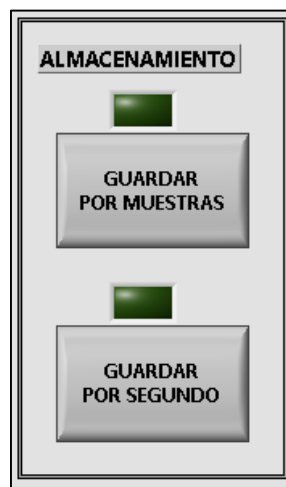 ALMACENAMIENTO
GUARDAR
POR MUESTRAS
GUARDAR
POR SEGUNDO